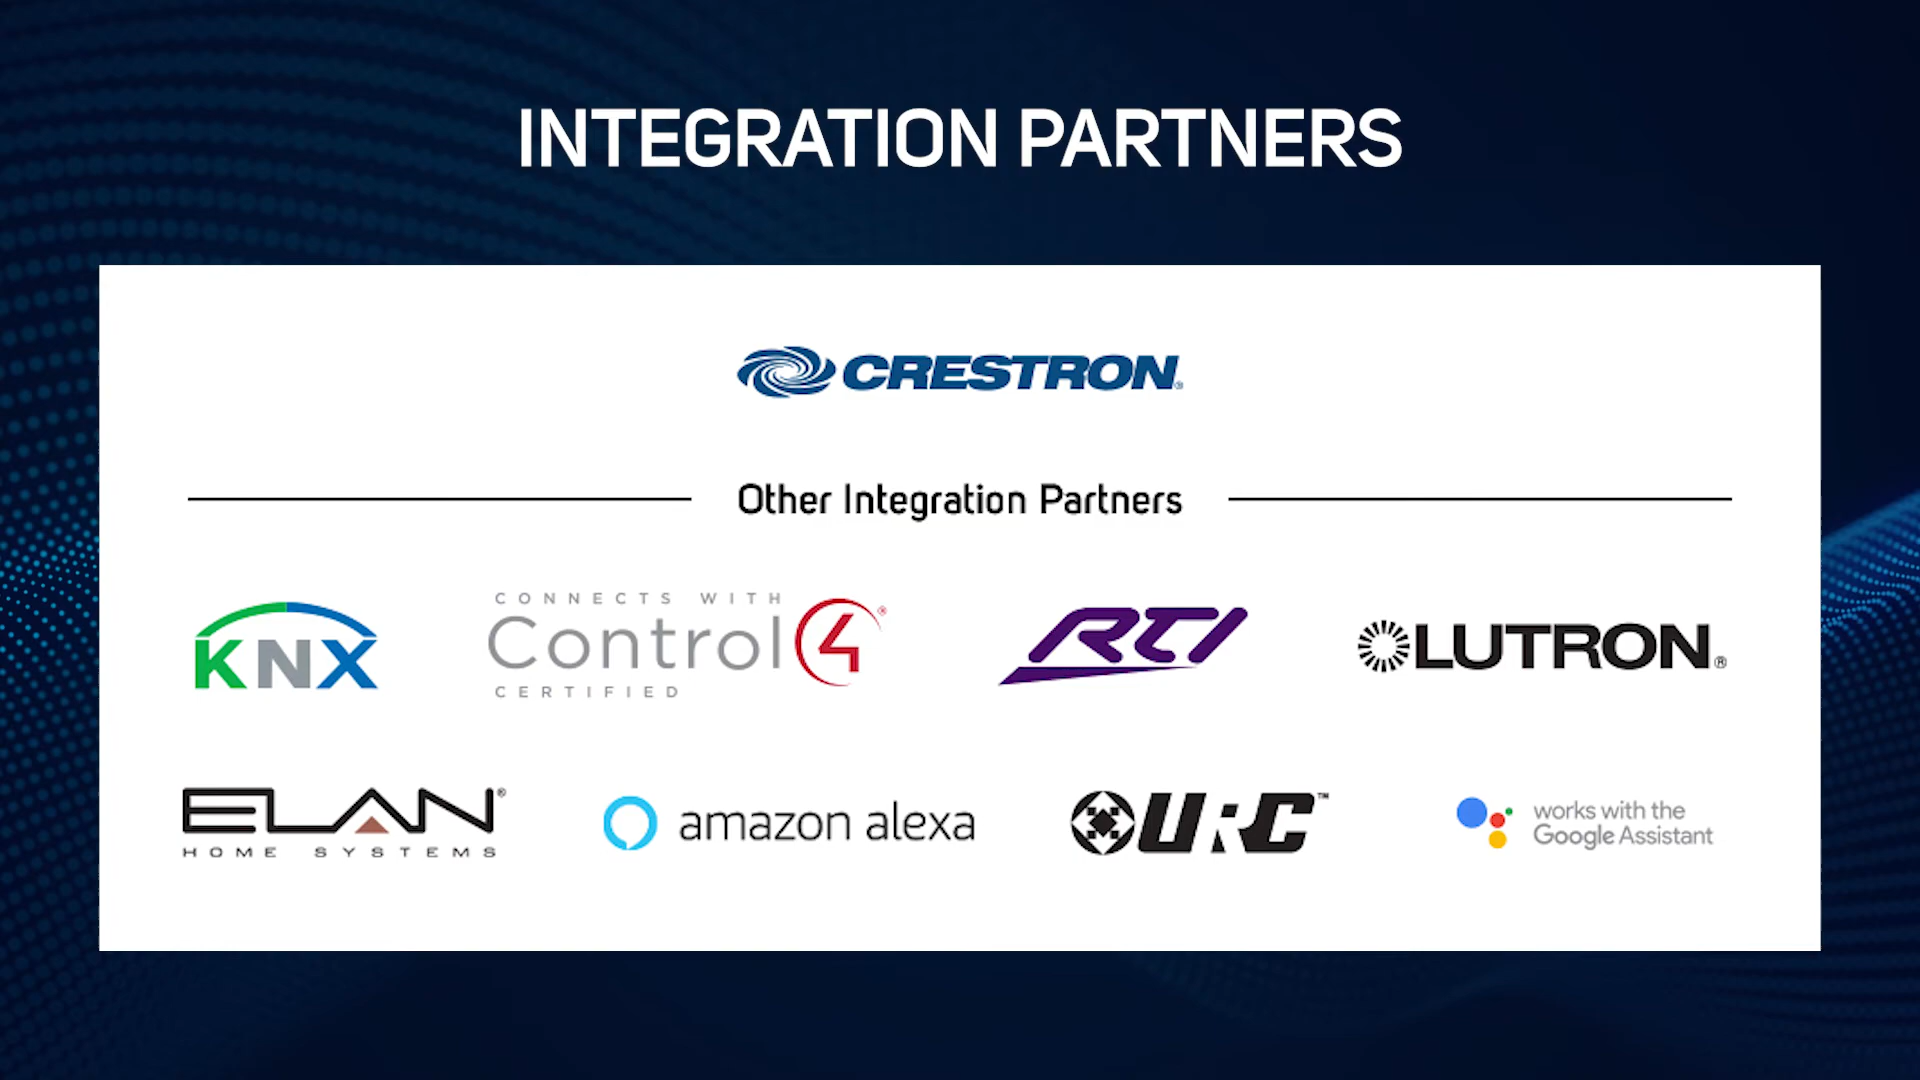 INTEGRATION PARTNERS
CRESTRON®
Other Integration Partners
KNX
CONNECTS WITH
Control4®
CERTIFIED
RTI
LUTRON®
ELAN®
HOME SYSTEMS
amazon alexa
URC™
works with the
Google Assistant